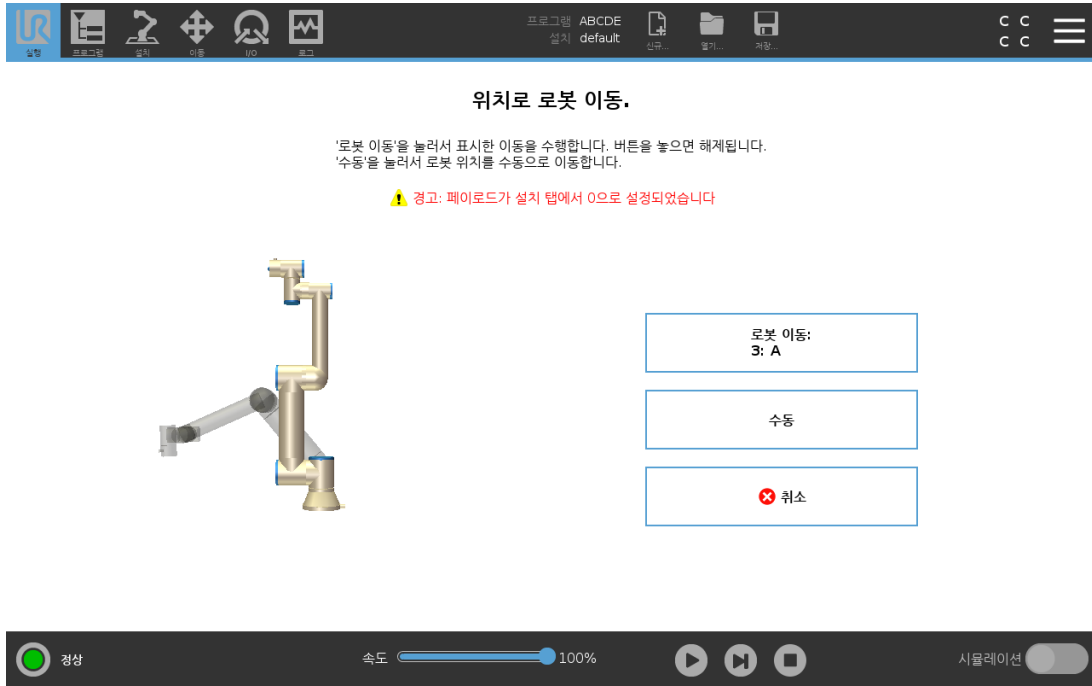 UR
실행
프로그램
설치
이동
I/O
로그
프로그램 ABCDE
설치 default
신규...
열기...
저장...
C C
C C
위치로 로봇 이동.
'로봇 이동'을 눌러서 표시한 이동을 수행합니다. 버튼을 놓으면 해제됩니다.
'수동'을 눌러서 로봇 위치를 수동으로 이동합니다.
경고: 페이로드가 설치 탭에서 0으로 설정되었습니다
로봇 이동:
3: A
수동
취소
정상
속도 100%
시뮬레이션